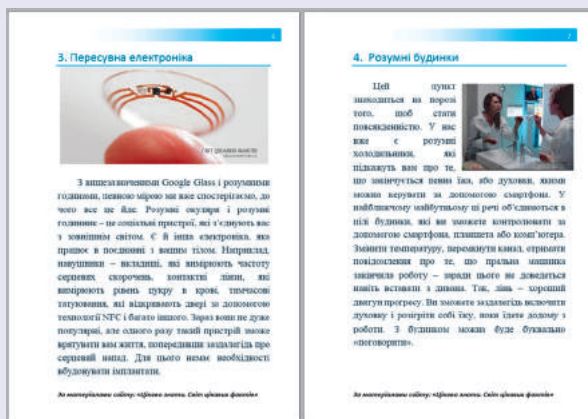 6
3. Пересувна електроніка
З вищезазначеними Google Glass і розумними
годинами, певною мірою ми вже спостерігаємо, до
чого все це йде. Розумні окуляри і розумні
годинник – це соціальні пристрої, які з'єднують вас
з зовнішнім світом. Є й інша електроніка, яка
працює в поєднанні з вашим тілом. Наприклад,
навушники – вкладиші, які вимірюють частоту
серцевих скорочень, контактні лінзи, які
вимірюють рівень цукру в крові, тимчасові
татуювання, які відкривають двері за допомогою
технології NFC і багато іншого. Зараз вони не дуже
популярні, але одного разу такий пристрій зможе
врятувати вам життя, попередивши заздалегідь про
серцевий напад. Для цього немає необхідності
вбудовувати імплантати.
За матеріалами сайту: «Цікаво знати. Світ цікавих фактів»
7
4. Розумні будинки
Цей пункт
знаходиться на порозі
того, щоб стати
повсякденністю. У нас
вже є розумні
холодильники, які
підкажуть вам про те,
що закінчується певна їжа, або духовки, якими
можна керувати за допомогою смартфона. У
найближчому майбутньому ці речі об'єднаються в
цілі будинки, які ви зможете контролювати за
допомогою смартфона, планшета або комп'ютера.
Змінити температуру, перемкнути канал, отримати
повідомлення про те, що пральна машинка
закінчила роботу – заради цього не доведеться
навіть вставати з дивана. Так, лінь – хороший
двигун прогресу. Ви зможете заздалегідь включити
духовку і розігріти собі їжу, поки їдете додому з
роботи. З будинком можна буде буквально
«поговорити».
За матеріалами сайту: «Цікаво знати. Світ цікавих фактів»